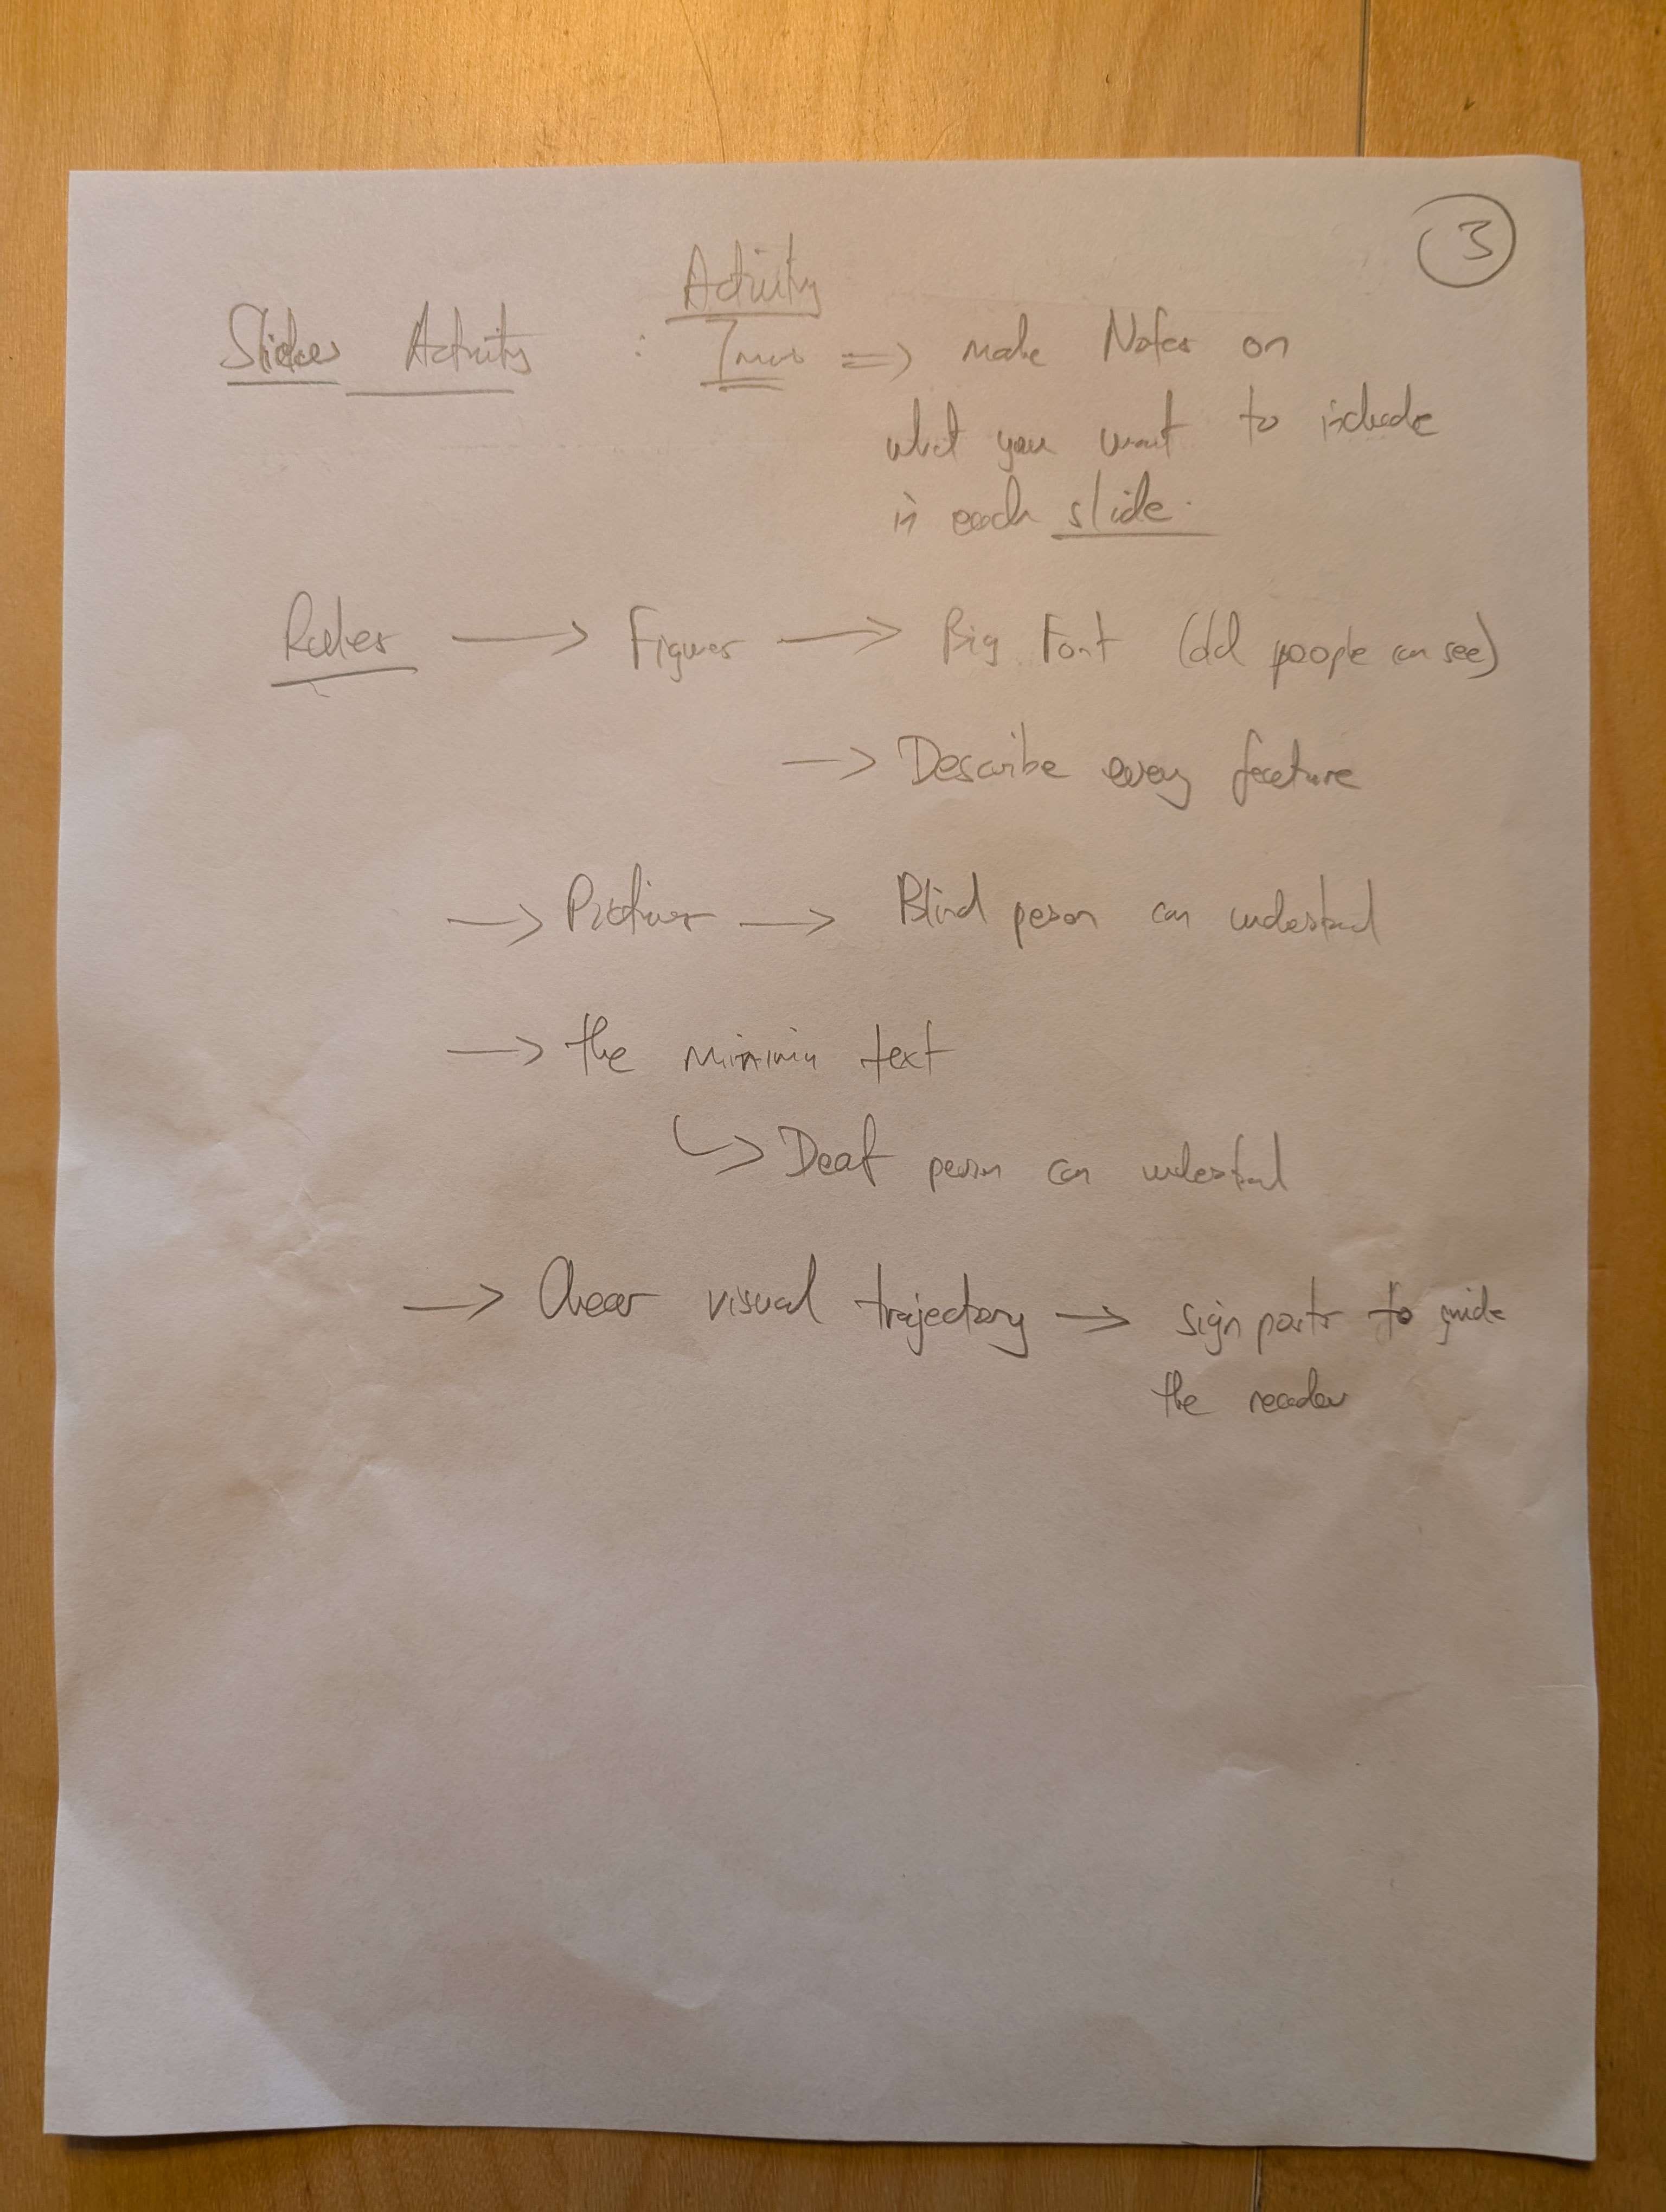 3
Activity
Slides Activity : 7mins => make Notes on
what you want to include
in each slide.
Rules → Figures → Big Font (old people can see)
→ Describe every feature
→ Pictures → Blind person can understand
→ the minimum text
↳ Deaf person can understand
→ Clear visual trajectory → sign posts to guide
the reader